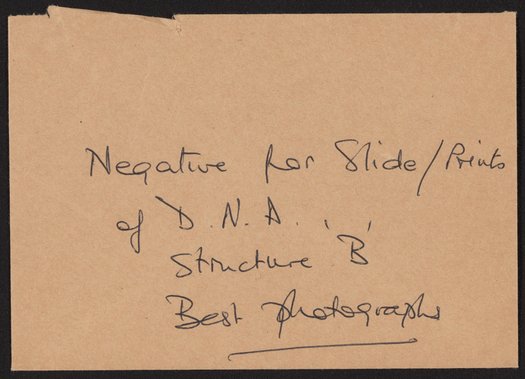 Negative for Slide/Prints
of D.N.A.
Structure 'B'
Best photographs